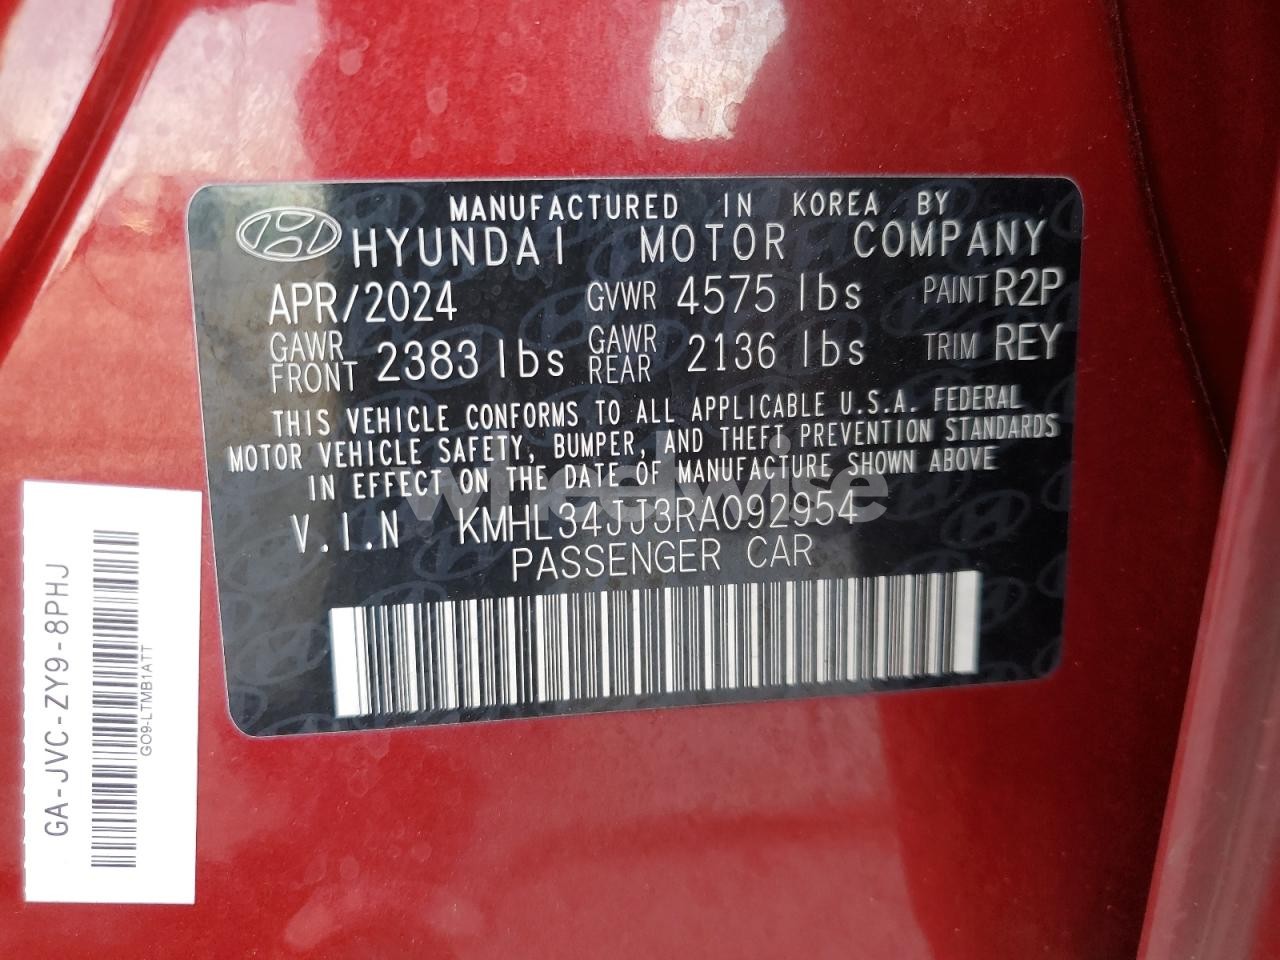 MANUFACTURED IN KOREA BY
HYUNDAI MOTOR COMPANY
APR/2024 GVWR 4575 lbs PAINT R2P
GAWR FRONT 2383 lbs GAWR REAR 2136 lbs TRIM REY
THIS VEHICLE CONFORMS TO ALL APPLICABLE U.S.A. FEDERAL
MOTOR VEHICLE SAFETY, BUMPER, AND THEFT PREVENTION STANDARDS
IN EFFECT ON THE DATE OF MANUFACTURE SHOWN ABOVE
V.I.N KMHL34JJ3RA092954
PASSENGER CAR
wheelwise
GA-JVC-ZY9-8PHJ
GO9-LTMB1ATT